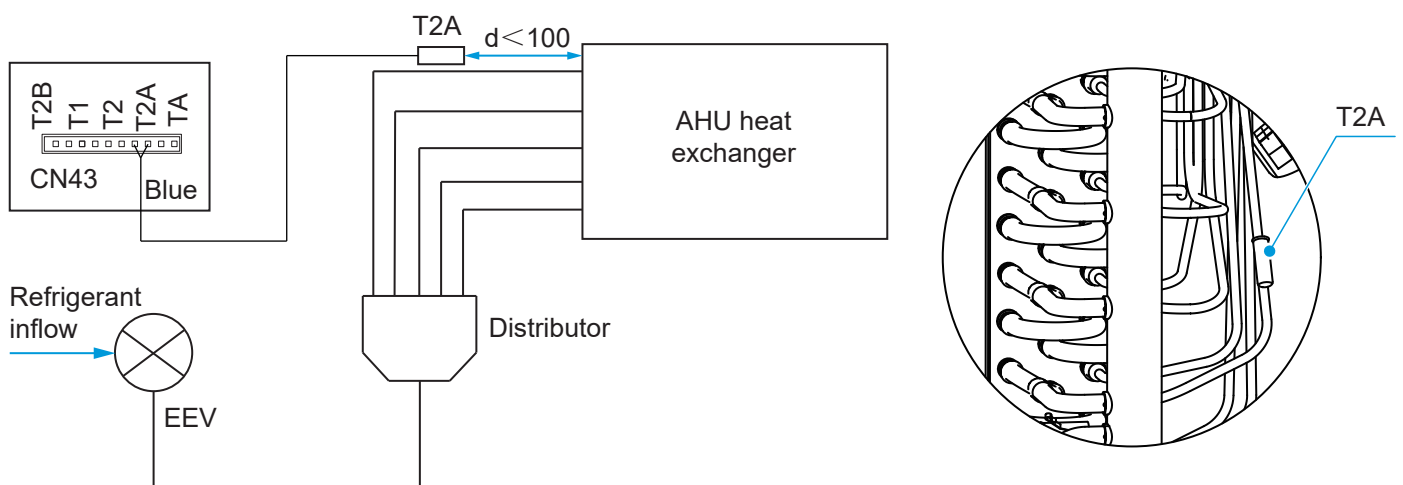 T2A
d＜100
T2B
T1
T2
T2A
TA
CN43
Blue
AHU heat
exchanger
T2A
Refrigerant
inflow
Distributor
EEV